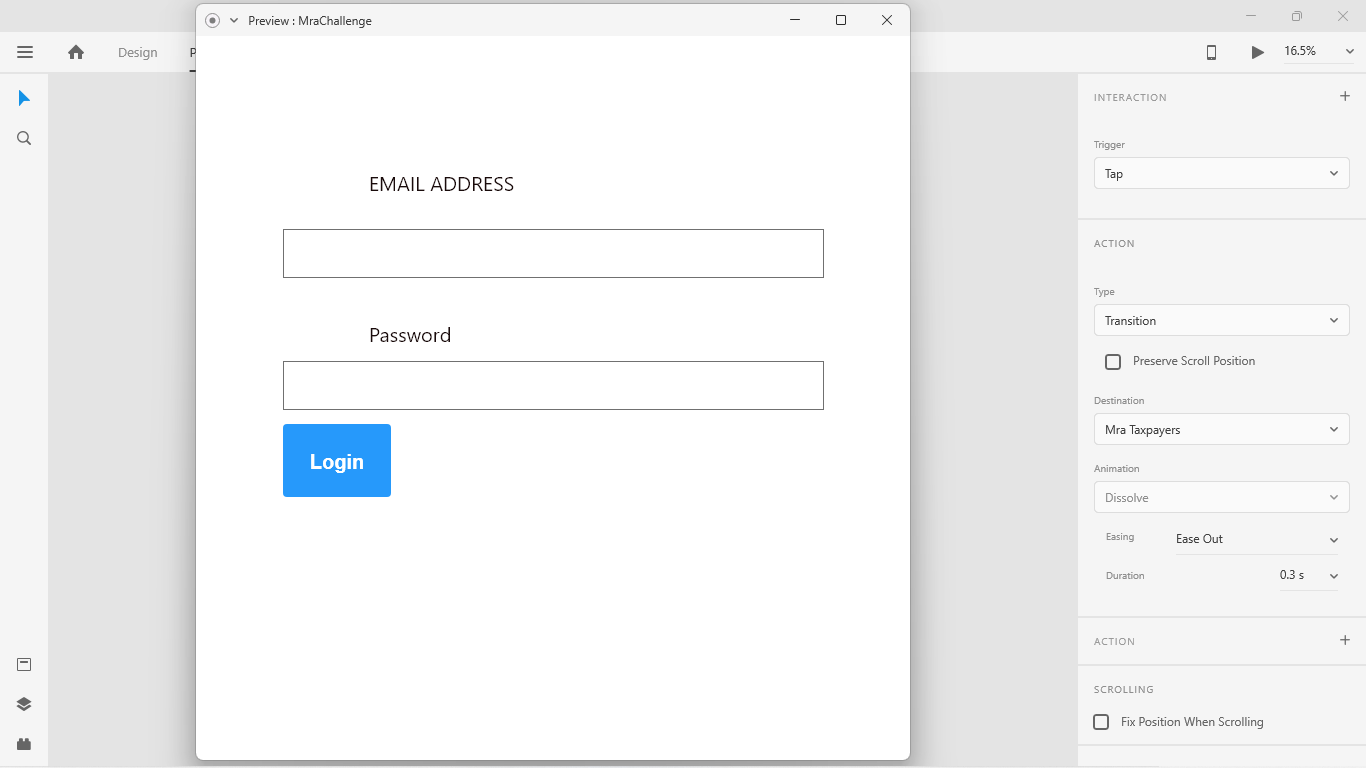 Preview : MraChallenge
Design
P
16.5%
EMAIL ADDRESS
Password
Login
INTERACTION
Trigger
Tap
ACTION
Type
Transition
Preserve Scroll Position
Destination
Mra Taxpayers
Animation
Dissolve
Easing
Ease Out
Duration
0.3 s
ACTION
SCROLLING
Fix Position When Scrolling